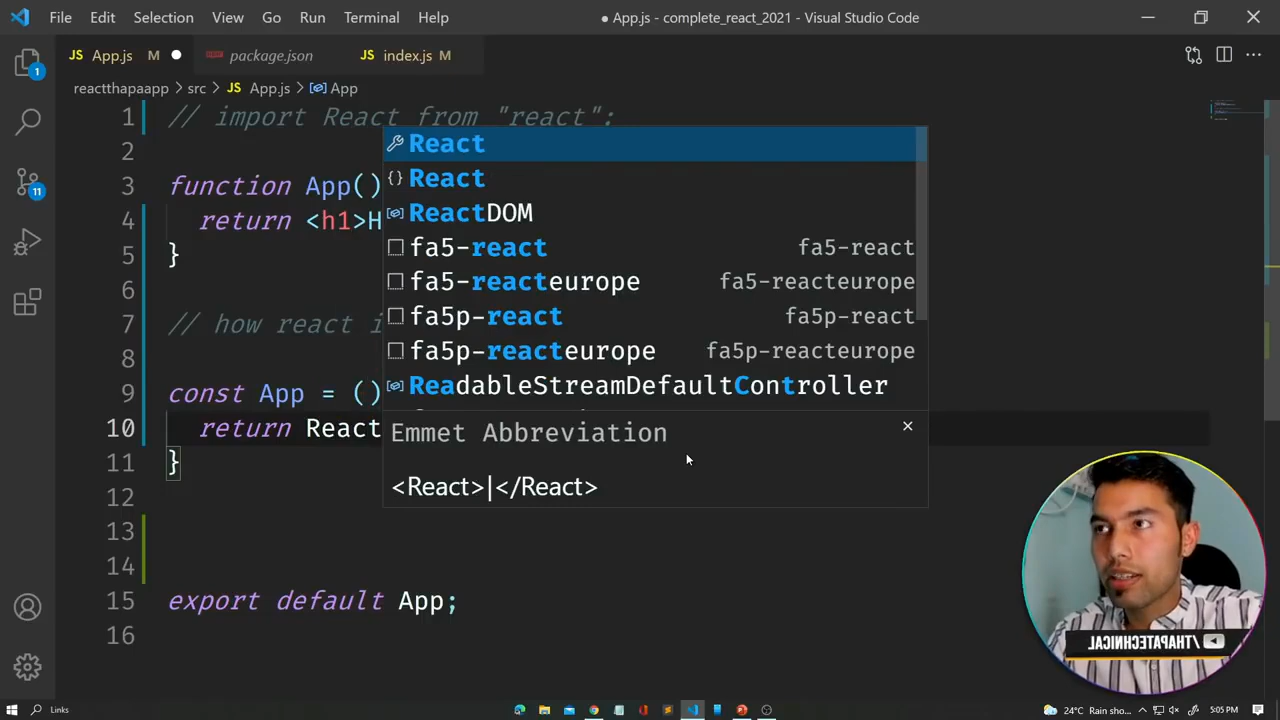 File Edit Selection View Go Run Terminal Help ● App.js - complete_react_2021 - Visual Studio Code
JS App.js M ● package.json JS index.js M
reactthapaapp > src > JS App.js > App
1 // import React from "react";
2
3 function App()
4 return <h1>H
5 }
6
7 // how react i
8
9 const App = ()
10 return React
11 }
12
13
14
15 export default App;
16
React
{} React
ReactDOM
fa5-react fa5-react
fa5-reacteurope fa5-reacteurope
fa5p-react fa5p-react
fa5p-reacteurope fa5p-reacteurope
ReadableStreamDefaultController
Emmet Abbreviation
<React>|</React>
1
11
/THAPATECHNICAL
Links 24°C Rain sho... 5:05 PM